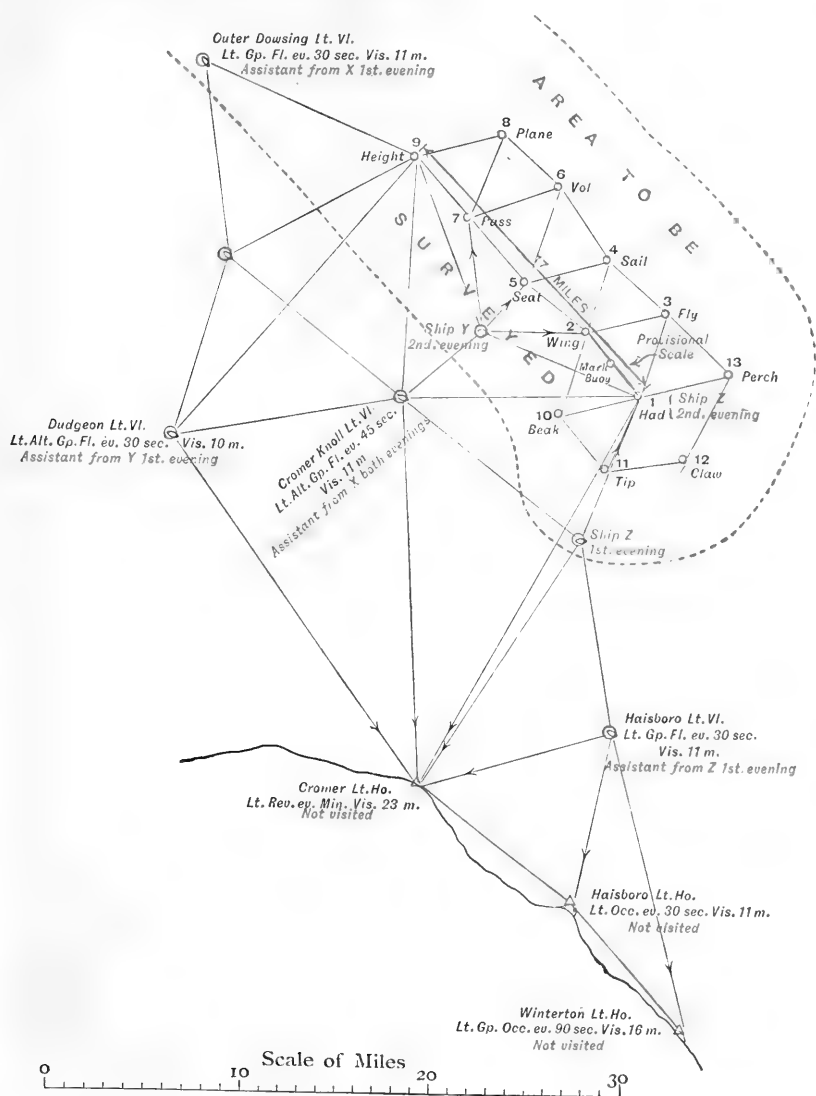 Outer Dowsing Lt. Vl.
Lt. Gp. Fl. ev. 30 sec. Vis. 11 m.
Assistant from X 1st. evening
AREA TO BE
SURVEYED
8
Plane
9
Height
6
Vol
7
Pass
4
Sail
17 MILES
5
Seat
3
Fly
Ship Y
2nd. evening
2
Wing
Provisional
Scale
Mark
Buoy
13
Perch
1
Had
Ship Z
2nd. evening
10
Beak
Dudgeon Lt. Vl.
Lt. Alt. Gp. Fl. ev. 30 sec. Vis. 10 m.
Assistant from Y 1st. evening
Cromer Knoll Lt. Vl.
Lt. Alt. Gp. Fl. ev. 45 sec.
Vis. 11 m
Assistant from X both evenings
11
Tip
12
Claw
Ship Z
1st. evening
Haisboro Lt. Vl.
Lt. Gp. Fl. ev. 30 sec.
Vis. 11 m.
Assistant from Z 1st. evening
Cromer Lt. Ho.
Lt. Rev. ev. Min. Vis. 23 m.
Not visited
Haisboro Lt. Ho.
Lt. Occ. ev. 30 sec. Vis. 11 m.
Not visited
Winterton Lt. Ho.
Lt. Gp. Occ. ev. 90 sec. Vis. 16 m.
Not visited
Scale of Miles
0 10 20 30